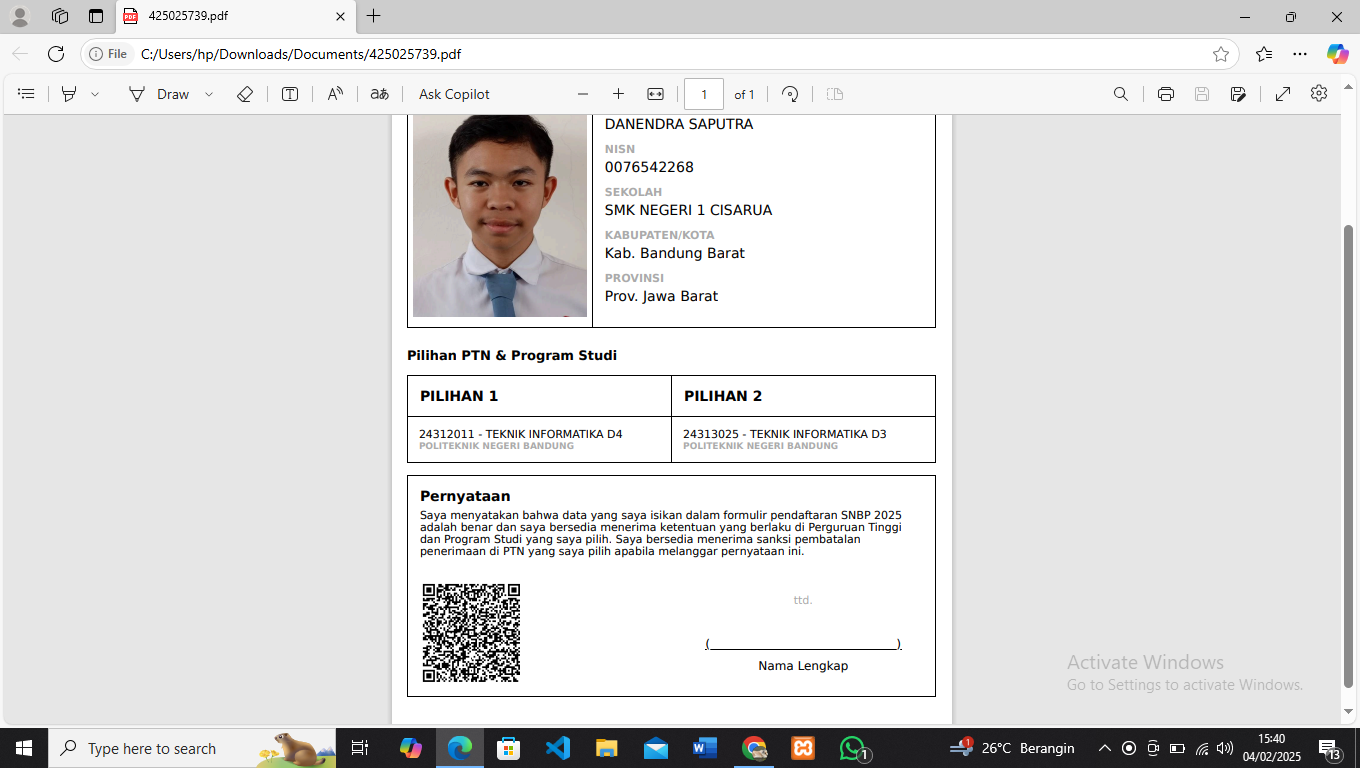 425025739.pdf
File
C:/Users/hp/Downloads/Documents/425025739.pdf
Draw
Ask Copilot
1 of 1
DANENDRA SAPUTRA
NISN
0076542268
SEKOLAH
SMK NEGERI 1 CISARUA
KABUPATEN/KOTA
Kab. Bandung Barat
PROVINSI
Prov. Jawa Barat
Pilihan PTN & Program Studi
PILIHAN 1
PILIHAN 2
24312011 - TEKNIK INFORMATIKA D4
POLITEKNIK NEGERI BANDUNG
24313025 - TEKNIK INFORMATIKA D3
POLITEKNIK NEGERI BANDUNG
Pernyataan
Saya menyatakan bahwa data yang saya isikan dalam formulir pendaftaran SNBP 2025
adalah benar dan saya bersedia menerima ketentuan yang berlaku di Perguruan Tinggi
dan Program Studi yang saya pilih. Saya bersedia menerima sanksi pembatalan
penerimaan di PTN yang saya pilih apabila melanggar pernyataan ini.
ttd.
(                                        )
Nama Lengkap
Activate Windows
Go to Settings to activate Windows.
Type here to search
1
1
26°C Berangin
15:40
04/02/2025
13